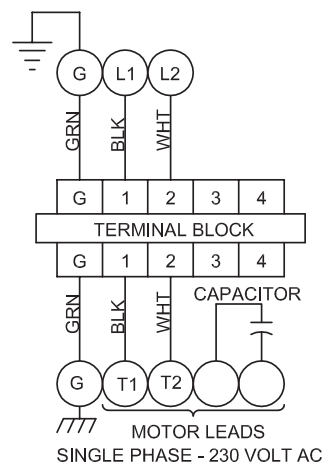 G L1 L2
GRN BLK WHT
G 1 2 3 4
TERMINAL BLOCK
G 1 2 3 4
CAPACITOR
GRN BLK WHT
G T1 T2
MOTOR LEADS
SINGLE PHASE - 230 VOLT AC